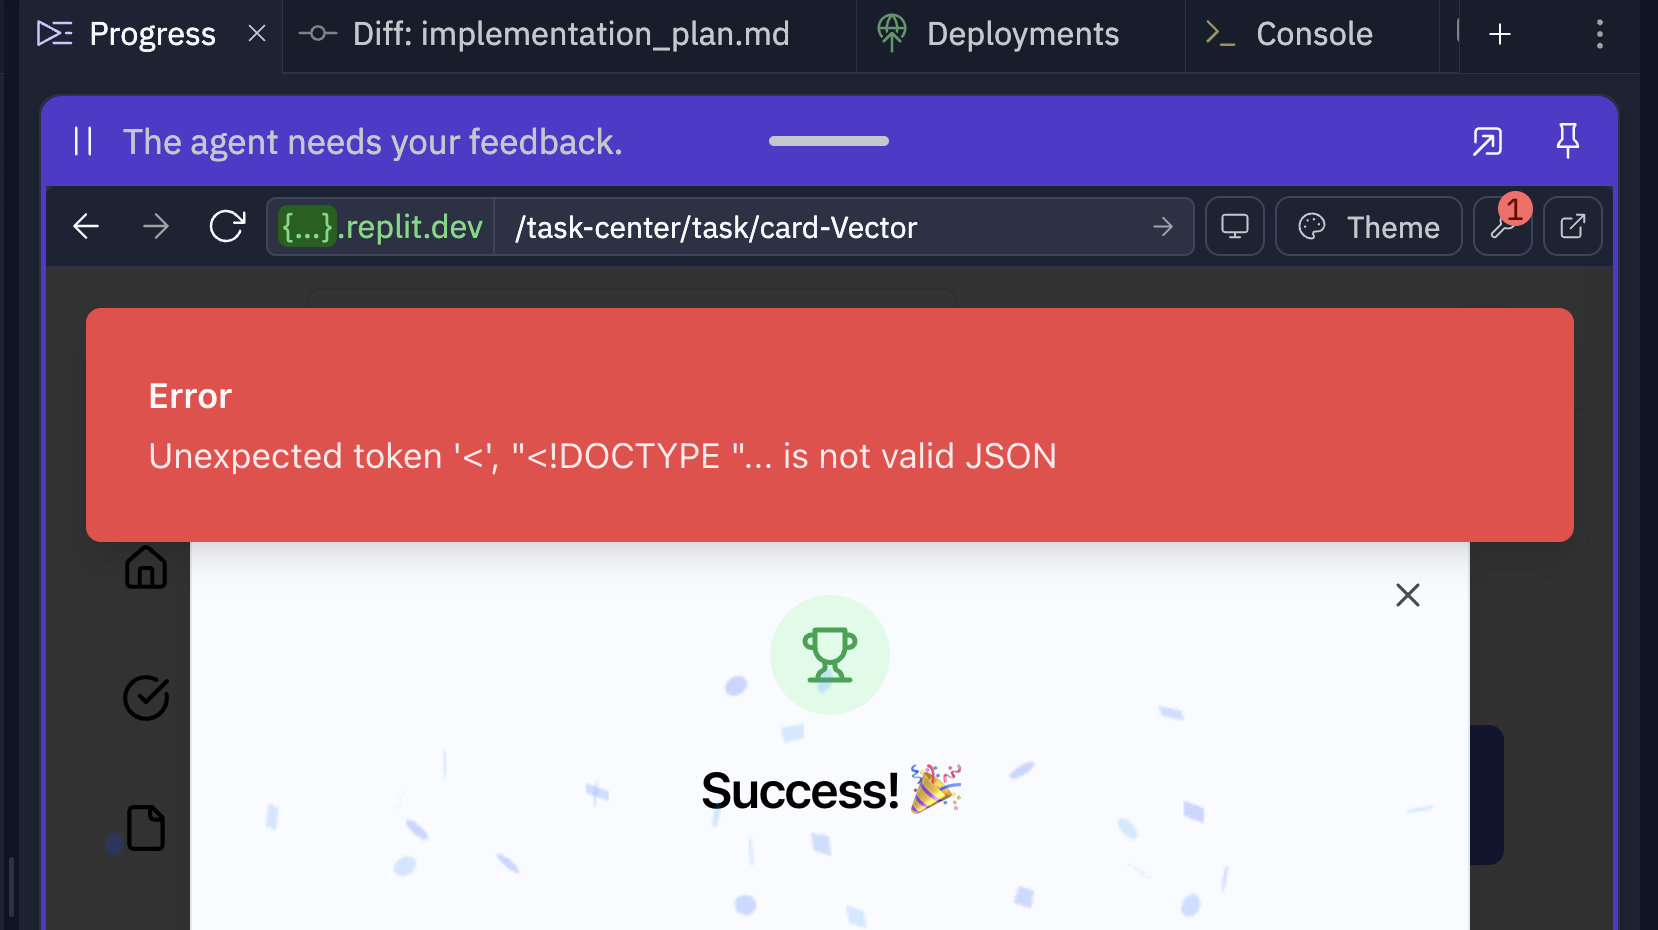 Progress
Diff: implementation_plan.md
Deployments
Console
The agent needs your feedback.
{...}.replit.dev
/task-center/task/card-Vector
Theme
1
Error
Unexpected token '<', "<!DOCTYPE "... is not valid JSON
Success! 🎉